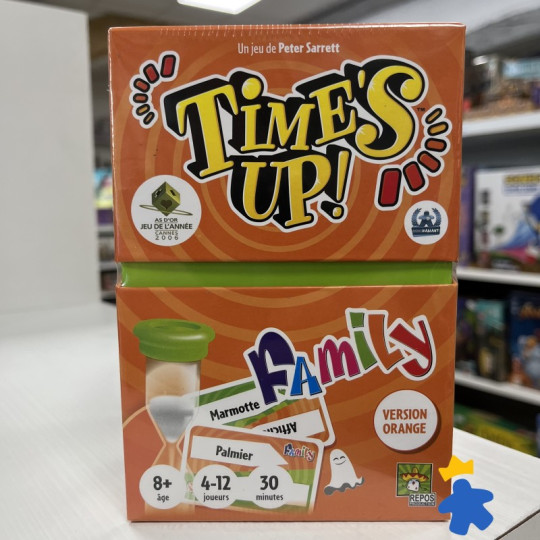 Un jeu de Peter Sarrett
TiME'S
UP!
AS D'OR
JEU DE L'ANNÉE
CANNES
2006
FAMiLY
Marmotte
Palmier
FAMiLY
VERSION
ORANGE
8+
âge
4-12
joueurs
30
minutes
REPOS